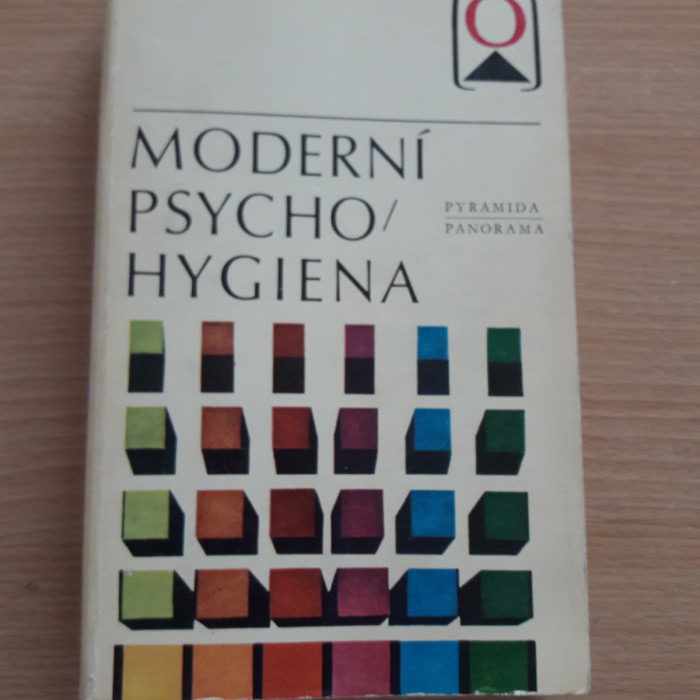 MODERNÍ
PSYCHO/
HYGIENA
PYRAMIDA
PANORAMA